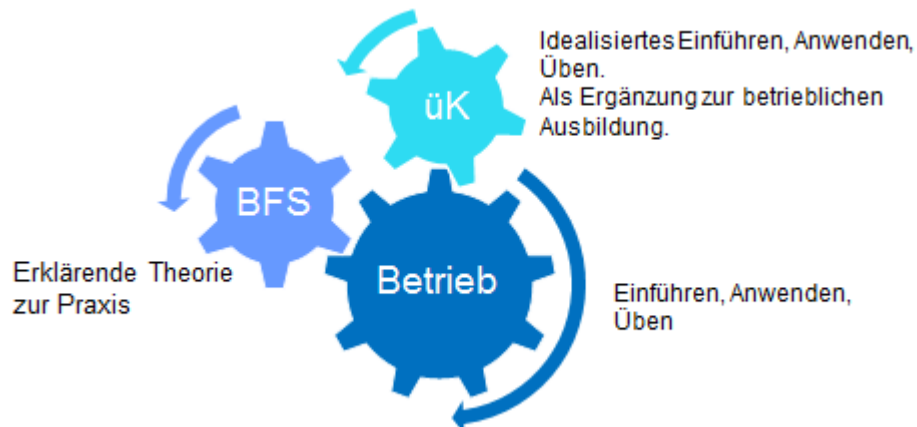 Idealisiertes Einführen, Anwenden,
Üben.
Als Ergänzung zur betrieblichen
Ausbildung.
üK
BFS
Erklärende Theorie
zur Praxis
Betrieb
Einführen, Anwenden,
Üben